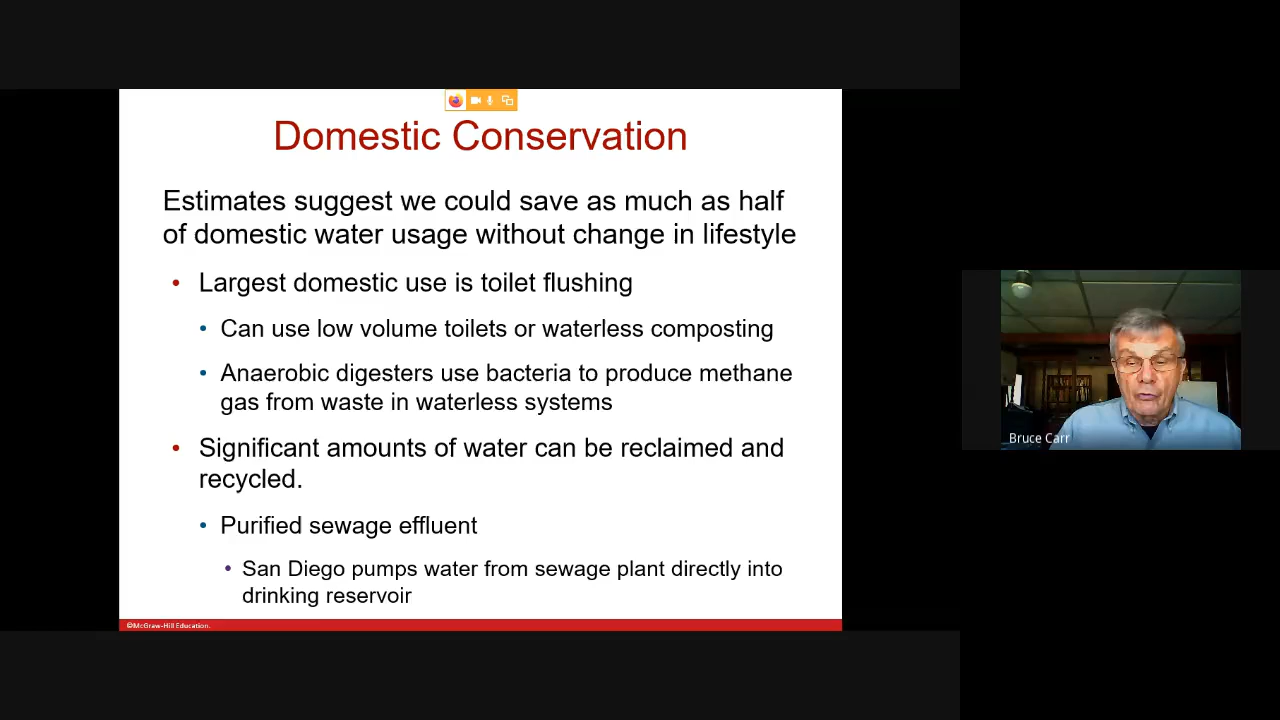 Domestic Conservation
Estimates suggest we could save as much as half
of domestic water usage without change in lifestyle
• Largest domestic use is toilet flushing
• Can use low volume toilets or waterless composting
• Anaerobic digesters use bacteria to produce methane
gas from waste in waterless systems
• Significant amounts of water can be reclaimed and
recycled.
• Purified sewage effluent
• San Diego pumps water from sewage plant directly into
drinking reservoir
©McGraw-Hill Education.
Bruce Carr